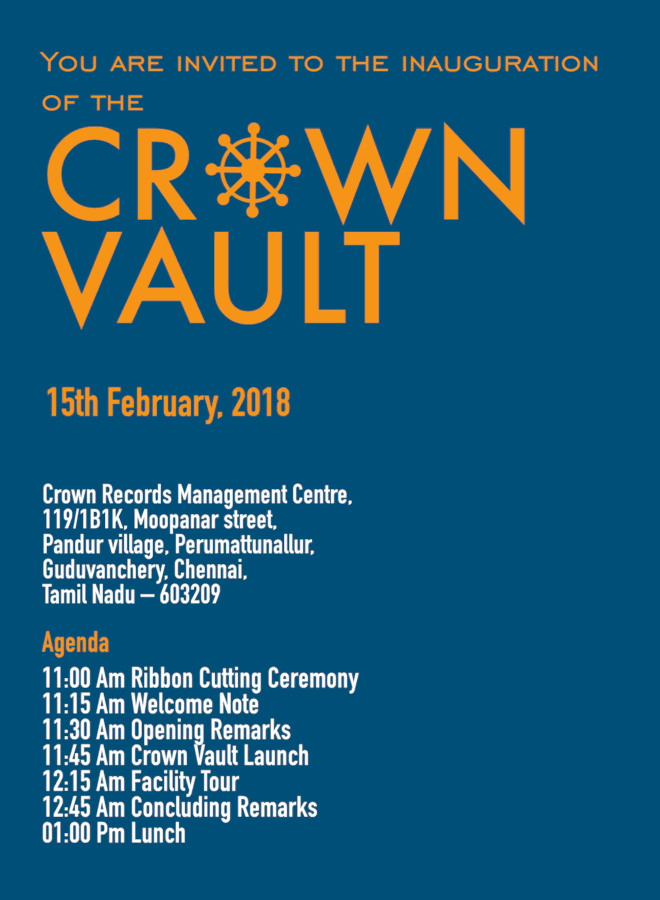 You are invited to the inauguration
of the
CROWN
VAULT
15th February, 2018
Crown Records Management Centre,
119/1B1K, Moopanar street,
Pandur village, Perumattunallur,
Guduvanchery, Chennai,
Tamil Nadu – 603209
Agenda
11:00 Am Ribbon Cutting Ceremony
11:15 Am Welcome Note
11:30 Am Opening Remarks
11:45 Am Crown Vault Launch
12:15 Am Facility Tour
12:45 Am Concluding Remarks
01:00 Pm Lunch